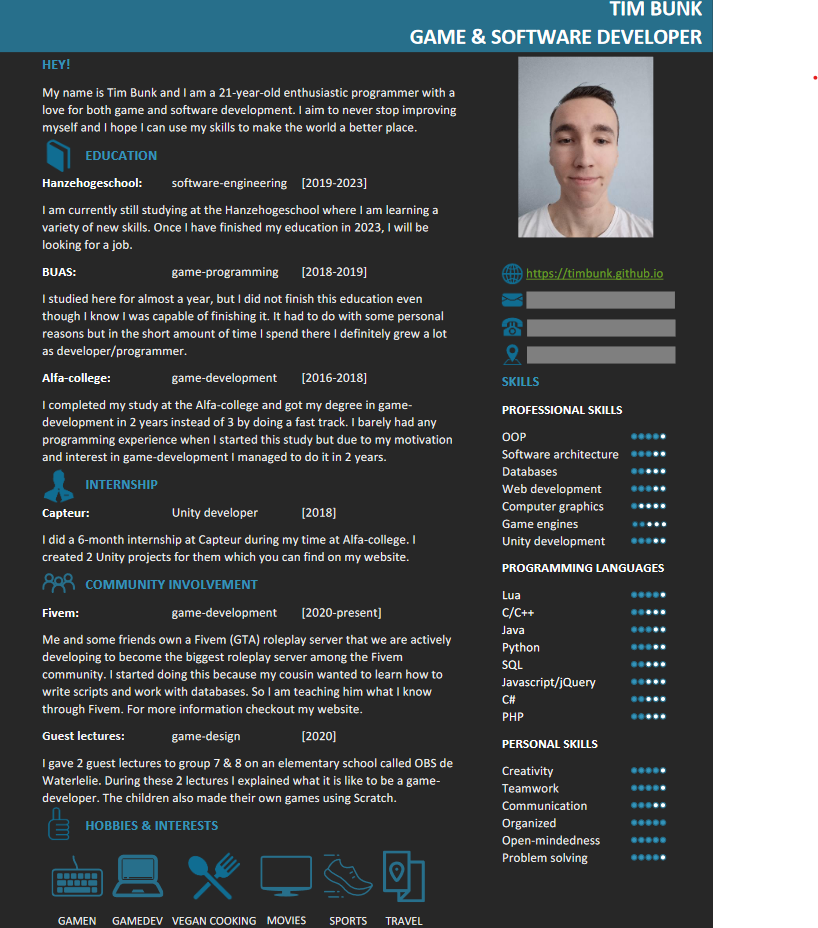 TIM BUNK
GAME & SOFTWARE DEVELOPER
HEY!
My name is Tim Bunk and I am a 21-year-old enthusiastic programmer with a
love for both game and software development. I aim to never stop improving
myself and I hope I can use my skills to make the world a better place.
EDUCATION
Hanzehogeschool: software-engineering [2019-2023]
I am currently still studying at the Hanzehogeschool where I am learning a
variety of new skills. Once I have finished my education in 2023, I will be
looking for a job.
BUAS: game-programming [2018-2019]
I studied here for almost a year, but I did not finish this education even
though I know I was capable of finishing it. It had to do with some personal
reasons but in the short amount of time I spend there I definitely grew a lot
as developer/programmer.
Alfa-college: game-development [2016-2018]
I completed my study at the Alfa-college and got my degree in game-
development in 2 years instead of 3 by doing a fast track. I barely had any
programming experience when I started this study but due to my motivation
and interest in game-development I managed to do it in 2 years.
INTERNSHIP
Capteur: Unity developer [2018]
I did a 6-month internship at Capteur during my time at Alfa-college. I
created 2 Unity projects for them which you can find on my website.
COMMUNITY INVOLVEMENT
Fivem: game-development [2020-present]
Me and some friends own a Fivem (GTA) roleplay server that we are actively
developing to become the biggest roleplay server among the Fivem
community. I started doing this because my cousin wanted to learn how to
write scripts and work with databases. So I am teaching him what I know
through Fivem. For more information checkout my website.
Guest lectures: game-design [2020]
I gave 2 guest lectures to group 7 & 8 on an elementary school called OBS de
Waterlelie. During these 2 lectures I explained what it is like to be a game-
developer. The children also made their own games using Scratch.
HOBBIES & INTERESTS
GAMEN GAMEDEV VEGAN COOKING MOVIES SPORTS TRAVEL
https://timbunk.github.io
SKILLS
PROFESSIONAL SKILLS
OOP
Software architecture
Databases
Web development
Computer graphics
Game engines
Unity development
PROGRAMMING LANGUAGES
Lua
C/C++
Java
Python
SQL
Javascript/jQuery
C#
PHP
PERSONAL SKILLS
Creativity
Teamwork
Communication
Organized
Open-mindedness
Problem solving